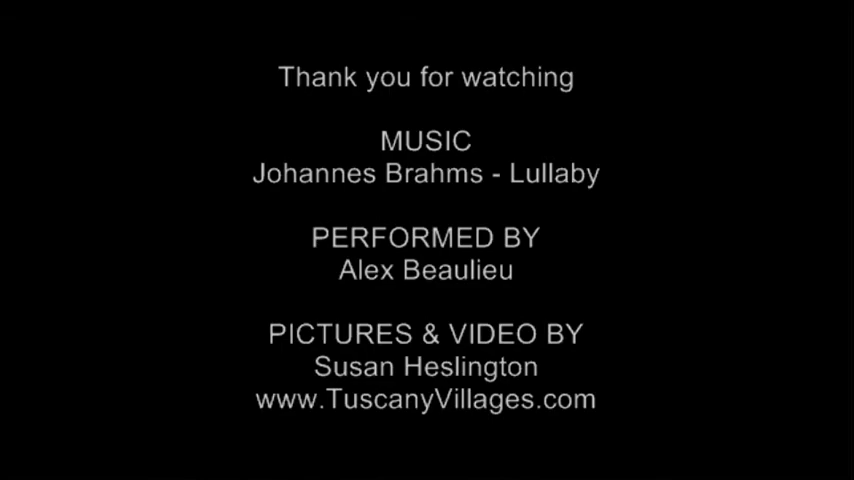 Thank you for watching
MUSIC
Johannes Brahms - Lullaby
PERFORMED BY
Alex Beaulieu
PICTURES & VIDEO BY
Susan Heslington
www.TuscanyVillages.com